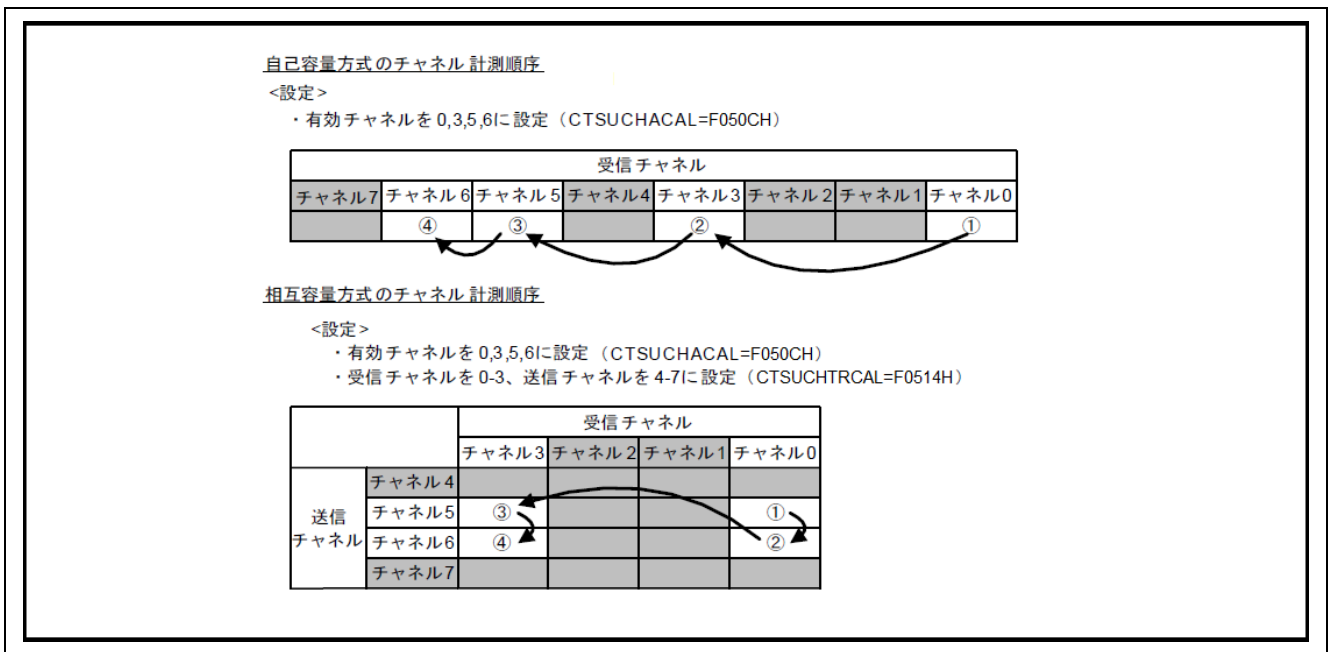 自己容量方式のチャネル計測順序
<設定>
・有効チャネルを0,3,5,6に設定（CTSUCHACAL=F050CH）
受信チャネル
チャネル7 チャネル6 チャネル5 チャネル4 チャネル3 チャネル2 チャネル1 チャネル0
④ ③ ② ①
相互容量方式のチャネル計測順序
<設定>
・有効チャネルを0,3,5,6に設定（CTSUCHACAL=F050CH）
・受信チャネルを0-3、送信チャネルを4-7に設定（CTSUCHTRCAL=F0514H）
受信チャネル
チャネル3 チャネル2 チャネル1 チャネル0
送信
チャネル
チャネル4
チャネル5 ③ ①
チャネル6 ④ ②
チャネル7